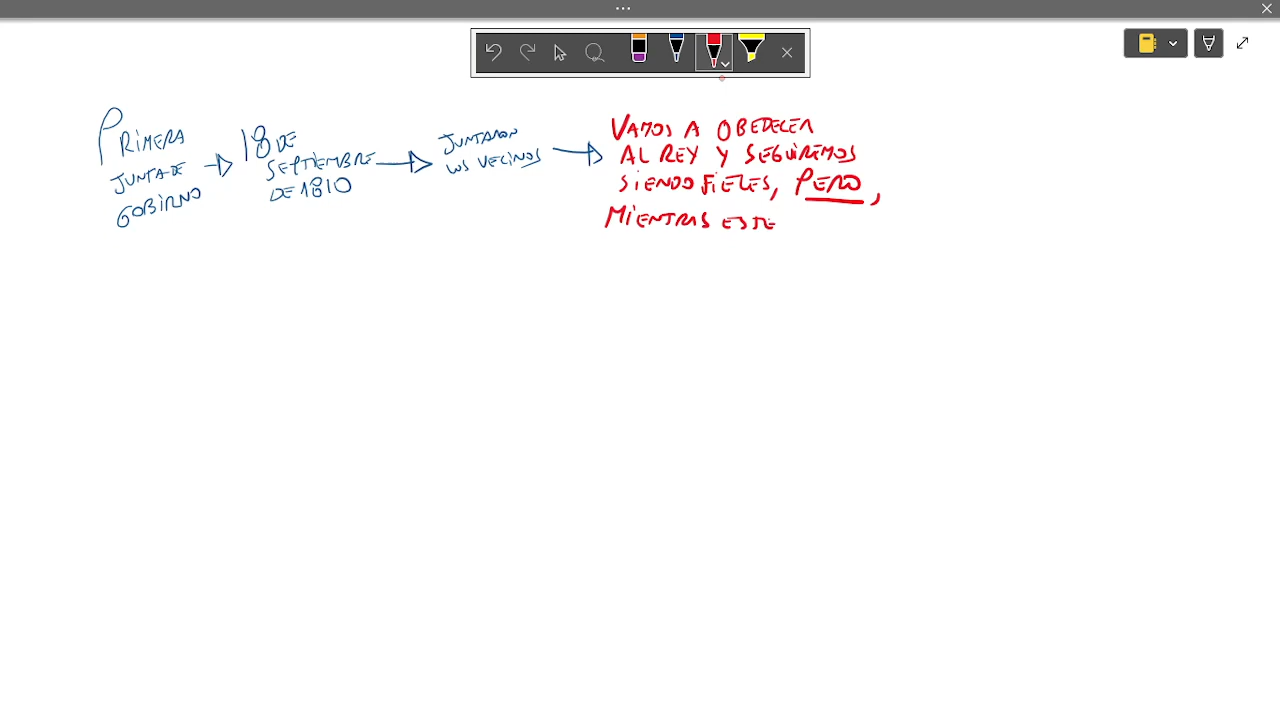 PRIMERA
JUNTA DE
GOBIRNO
18 DE
SEPTIEMBRE
DE 1810
JUNTARON
LOS VECINOS
VAMOS A OBEDECER
AL REY Y SEGUIREMOS
SIENDO FIELES, PERO,
MIENTRAS ESTE